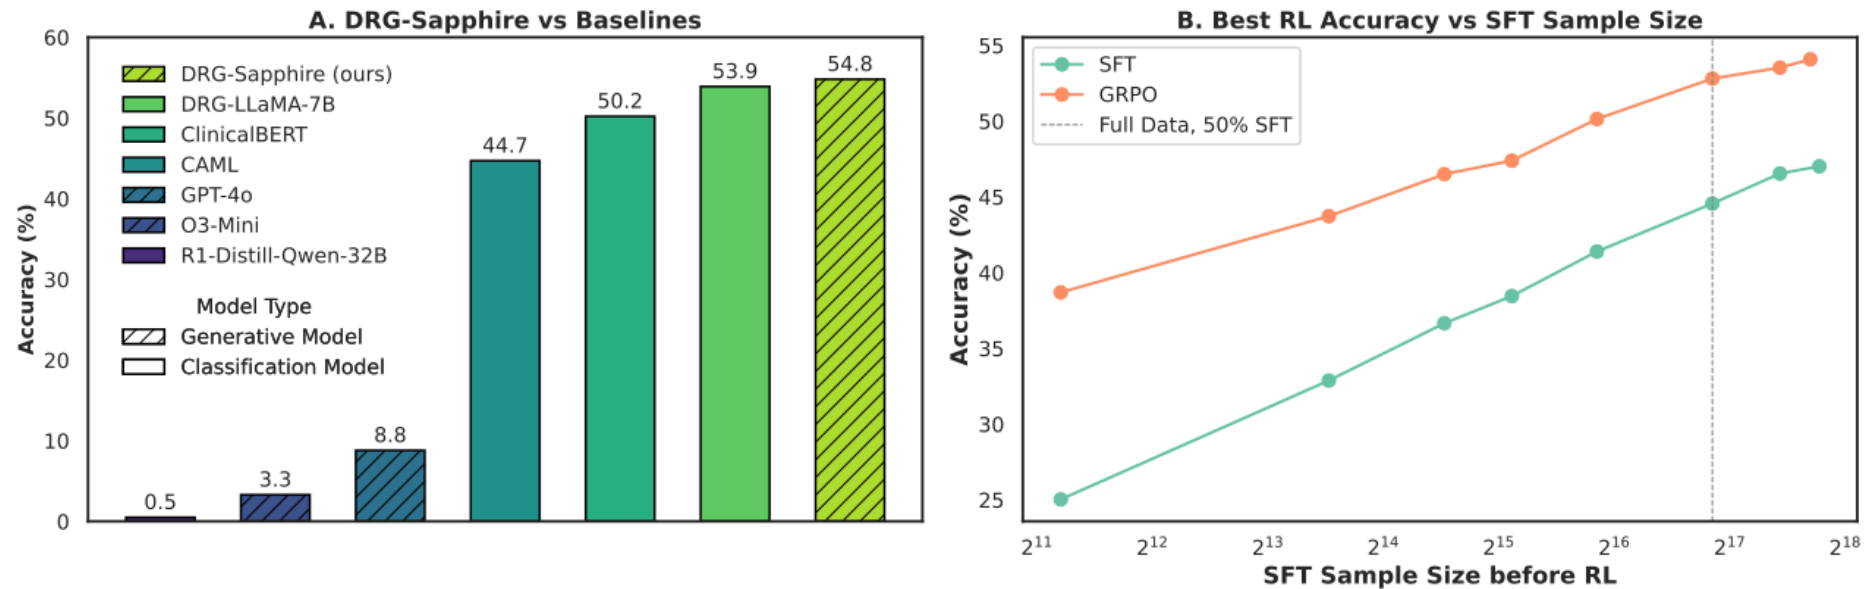 A. DRG-Sapphire vs Baselines
Accuracy (%)
60
50
40
30
20
10
0
DRG-Sapphire (ours)
DRG-LLaMA-7B
ClinicalBERT
CAML
GPT-4o
O3-Mini
R1-Distill-Qwen-32B
Model Type
Generative Model
Classification Model
0.5
3.3
8.8
44.7
50.2
53.9
54.8
B. Best RL Accuracy vs SFT Sample Size
Accuracy (%)
55
50
45
40
35
30
25
SFT
GRPO
Full Data, 50% SFT
2¹¹ 2¹² 2¹³ 2¹⁴ 2¹⁵ 2¹⁶ 2¹⁷ 2¹⁸
SFT Sample Size before RL